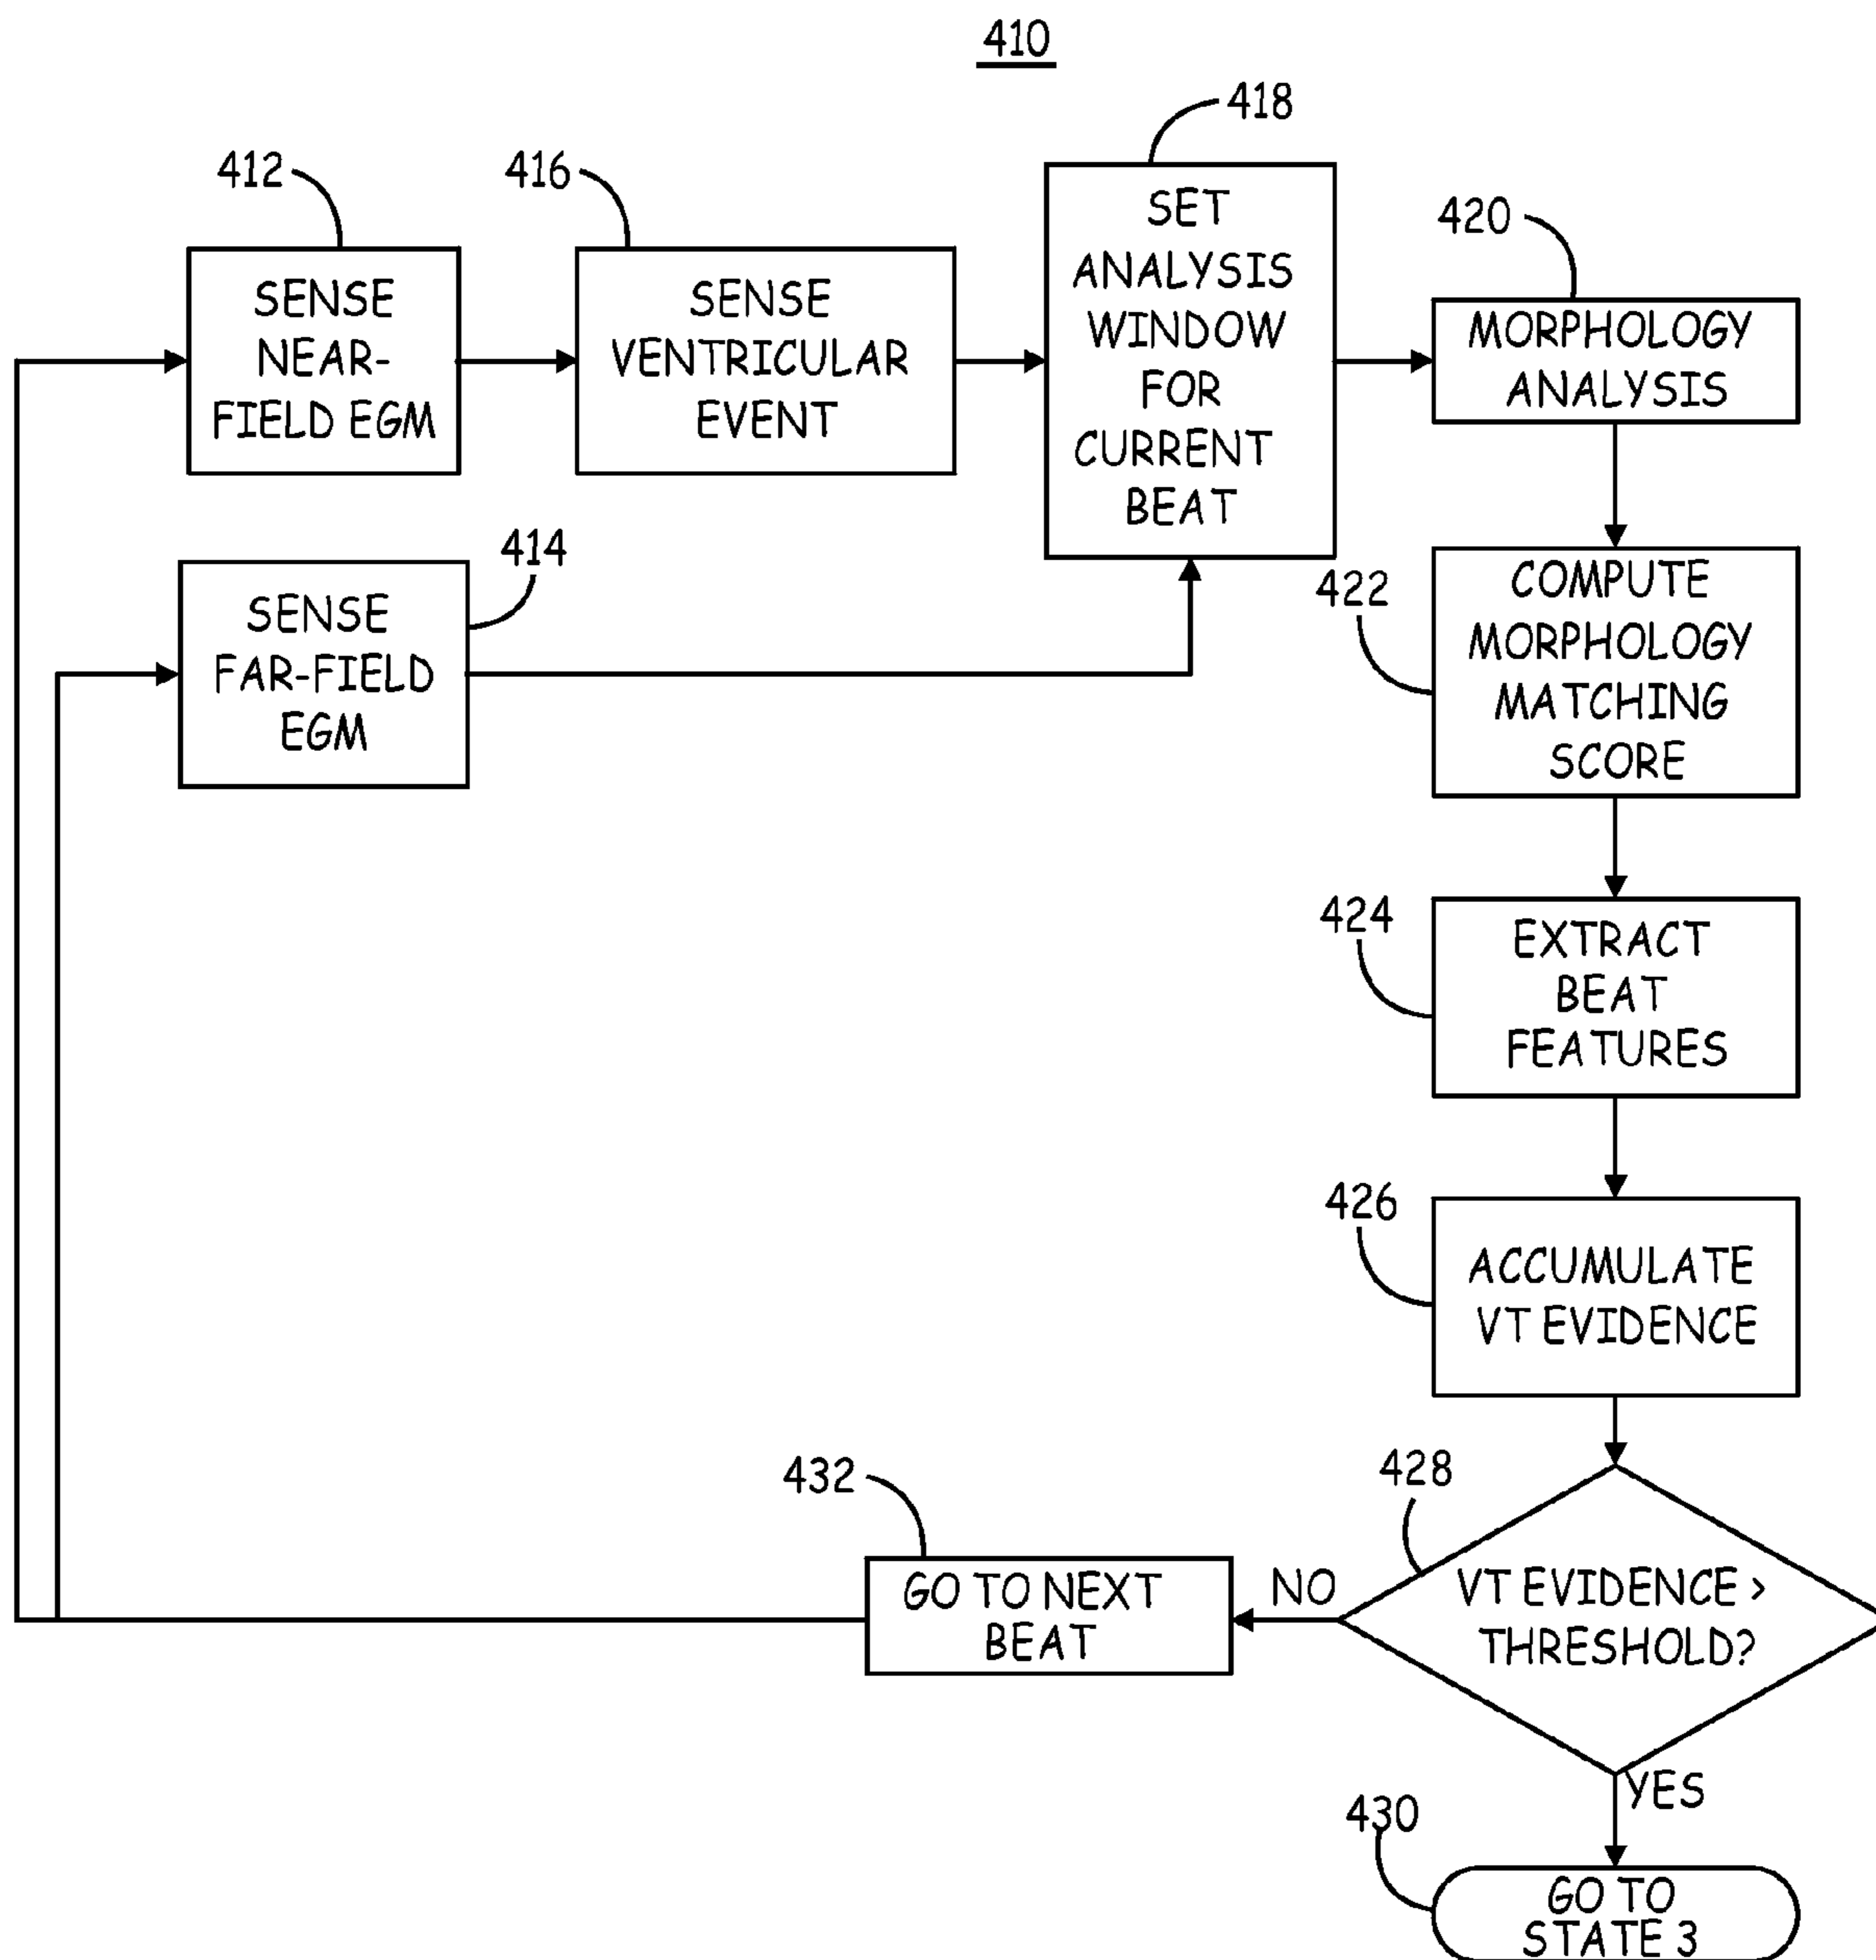 410
412
SENSE
NEAR-
FIELD EGM
416
SENSE
VENTRICULAR
EVENT
418
SET
ANALYSIS
WINDOW
FOR
CURRENT
BEAT
420
MORPHOLOGY
ANALYSIS
414
SENSE
FAR-FIELD
EGM
422
COMPUTE
MORPHOLOGY
MATCHING
SCORE
424
EXTRACT
BEAT
FEATURES
426
ACCUMULATE
VT EVIDENCE
428
VT EVIDENCE >
THRESHOLD?
NO
432
GO TO NEXT
BEAT
YES
430
GO TO
STATE 3